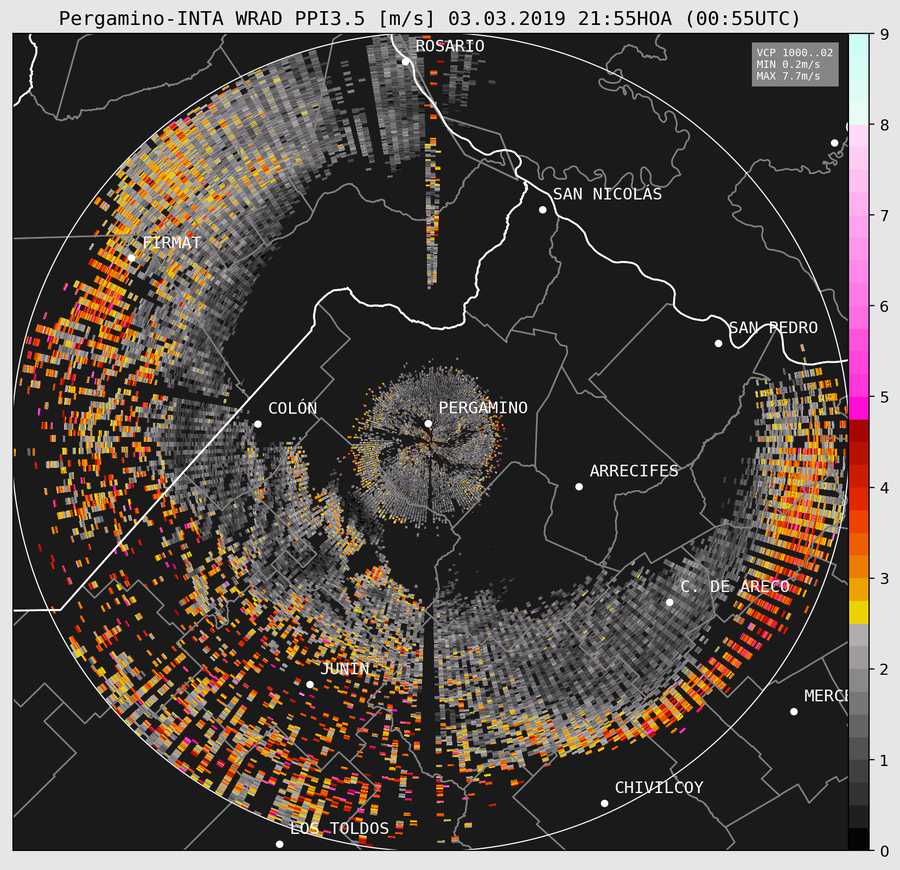 Pergamino-INTA WRAD PPI3.5 [m/s] 03.03.2019 21:55HOA (00:55UTC)
VCP 1000..02
MIN 0.2m/s
MAX 7.7m/s
ROSARIO
SAN NICOLÁS
FIRMAT
SAN PEDRO
COLÓN
PERGAMINO
ARRECIFES
C. DE ARECO
JUNÍN
MERCE
CHIVILCOY
LOS TOLDOS
9
8
7
6
5
4
3
2
1
0